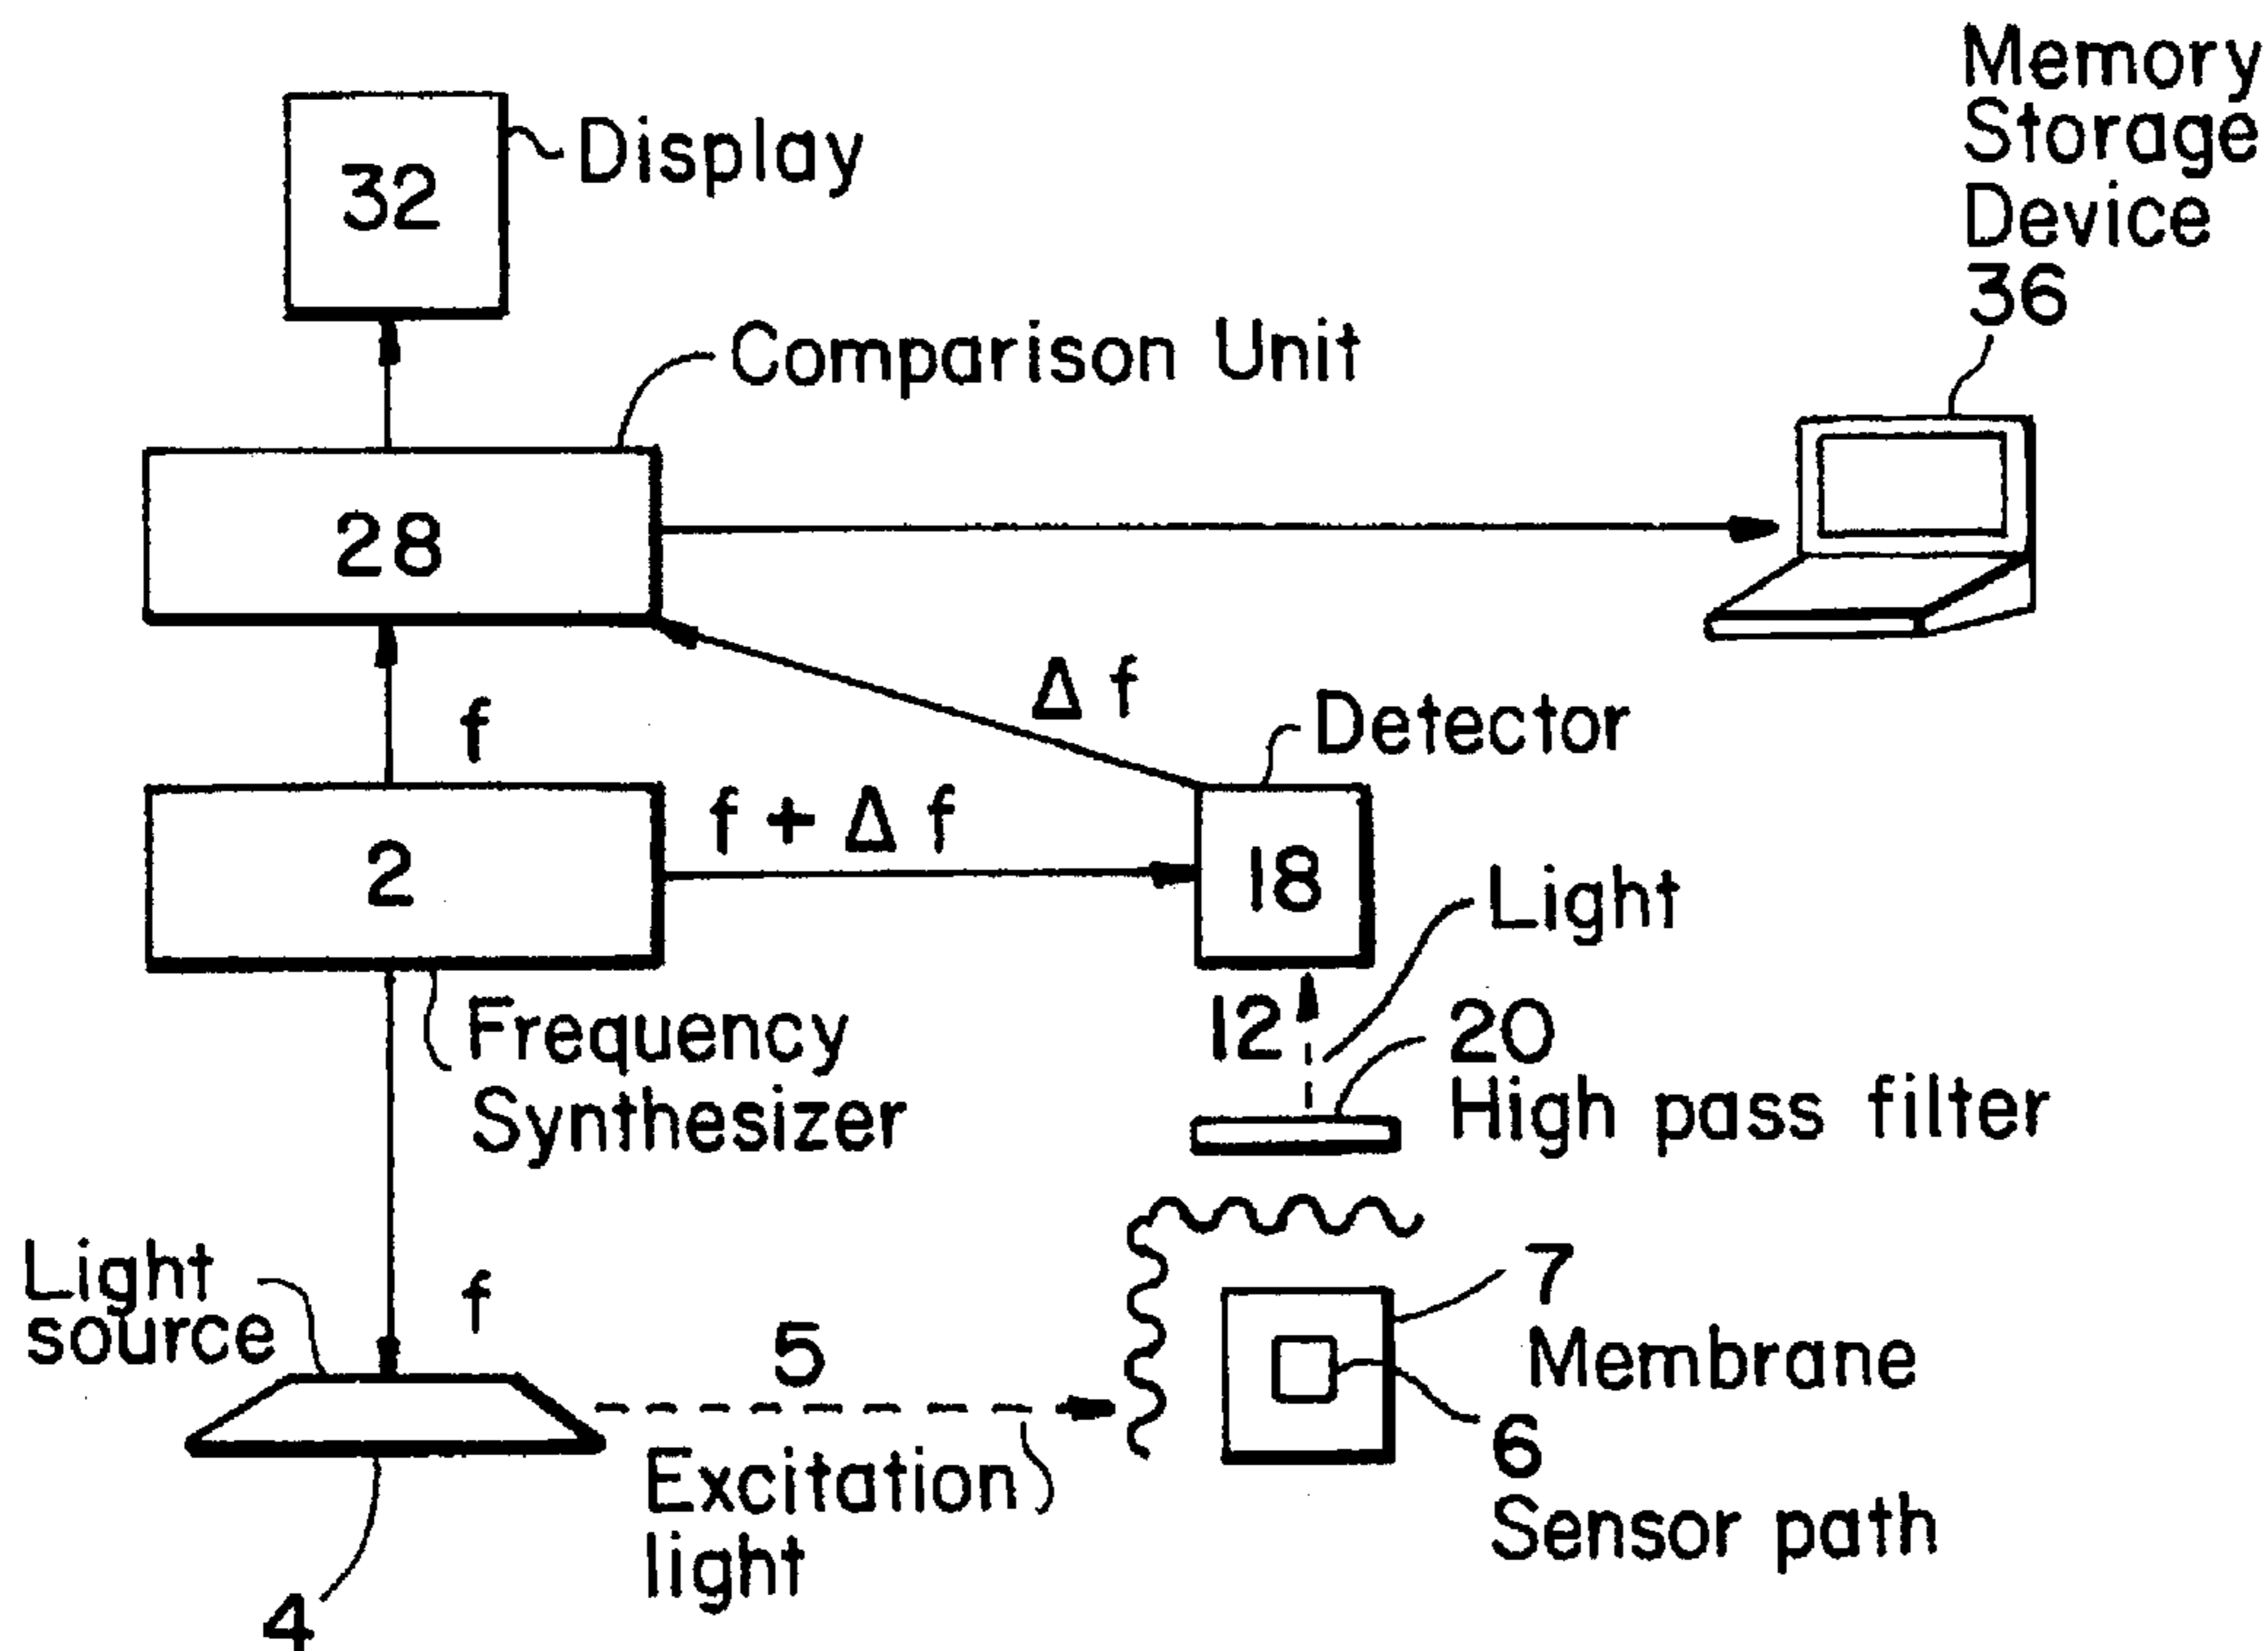 Memory
Storage
Device
36
32
Display
Comparison Unit
28
Δ f
f
Detector
f + Δ f
2
18
Light
12
20
High pass filter
Frequency
Synthesizer
Light
source
f
5
7
Membrane
6
Sensor path
Excitation
light
4